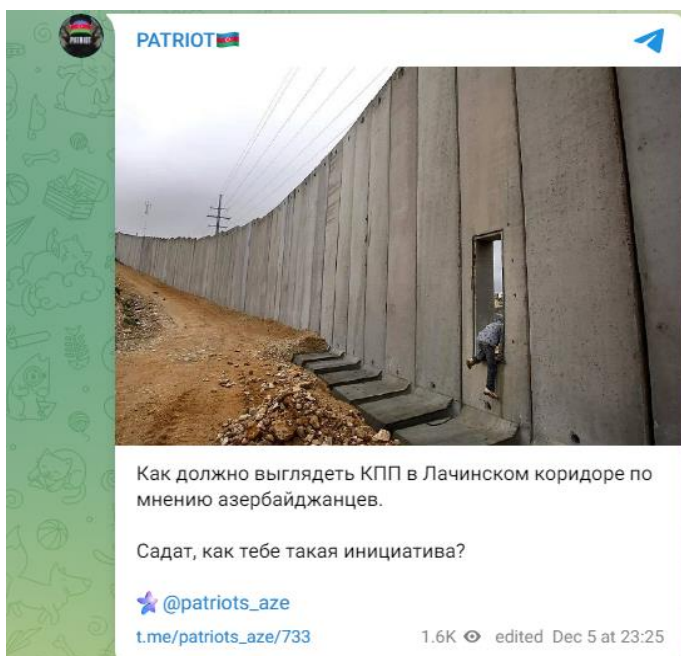 PATRIOT🇦🇿
Как должно выглядеть КПП в Лачинском коридоре по
мнению азербайджанцев.
Садат, как тебе такая инициатива?
@patriots_aze
t.me/patriots_aze/733 1.6K edited Dec 5 at 23:25